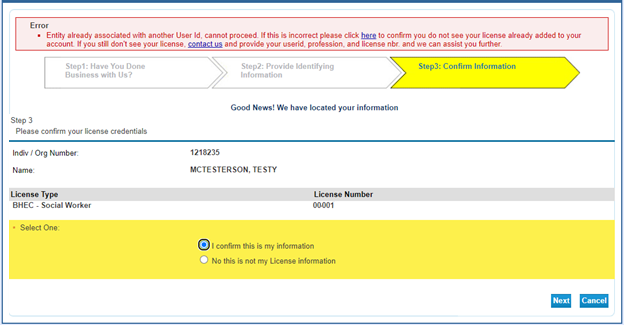 Error
Entity already associated with another User Id, cannot proceed. If this is incorrect please click here to confirm you do not see your license already added to
your account. If you still don't see your license, contact us and provide your userid, profession, and license nbr. and we can assist you further
Step1: Have You Done
Business with Us?
Step2: Provide Identifying
Information
Step3: Confirm Information
Good News! We have located your information
Step 3
Please confirm your license credentials
Indiv / Org Number: 1218235
Name: MCTESTERSON, TESTY
License Type License Number
BHEC - Social Worker 00001
* Select One:
I confirm this is my information
No this is not my License information
Next Cancel